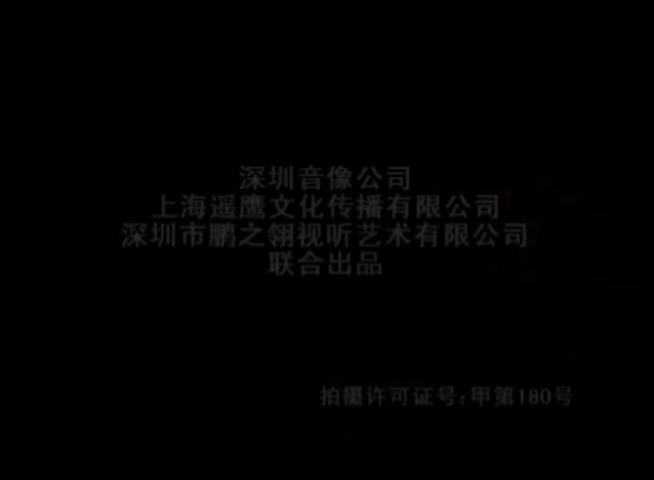 深圳音像公司
上海遥鹰文化传播有限公司
深圳市鹏之翎视听艺术有限公司
联合出品
拍摄许可证号：甲第180号